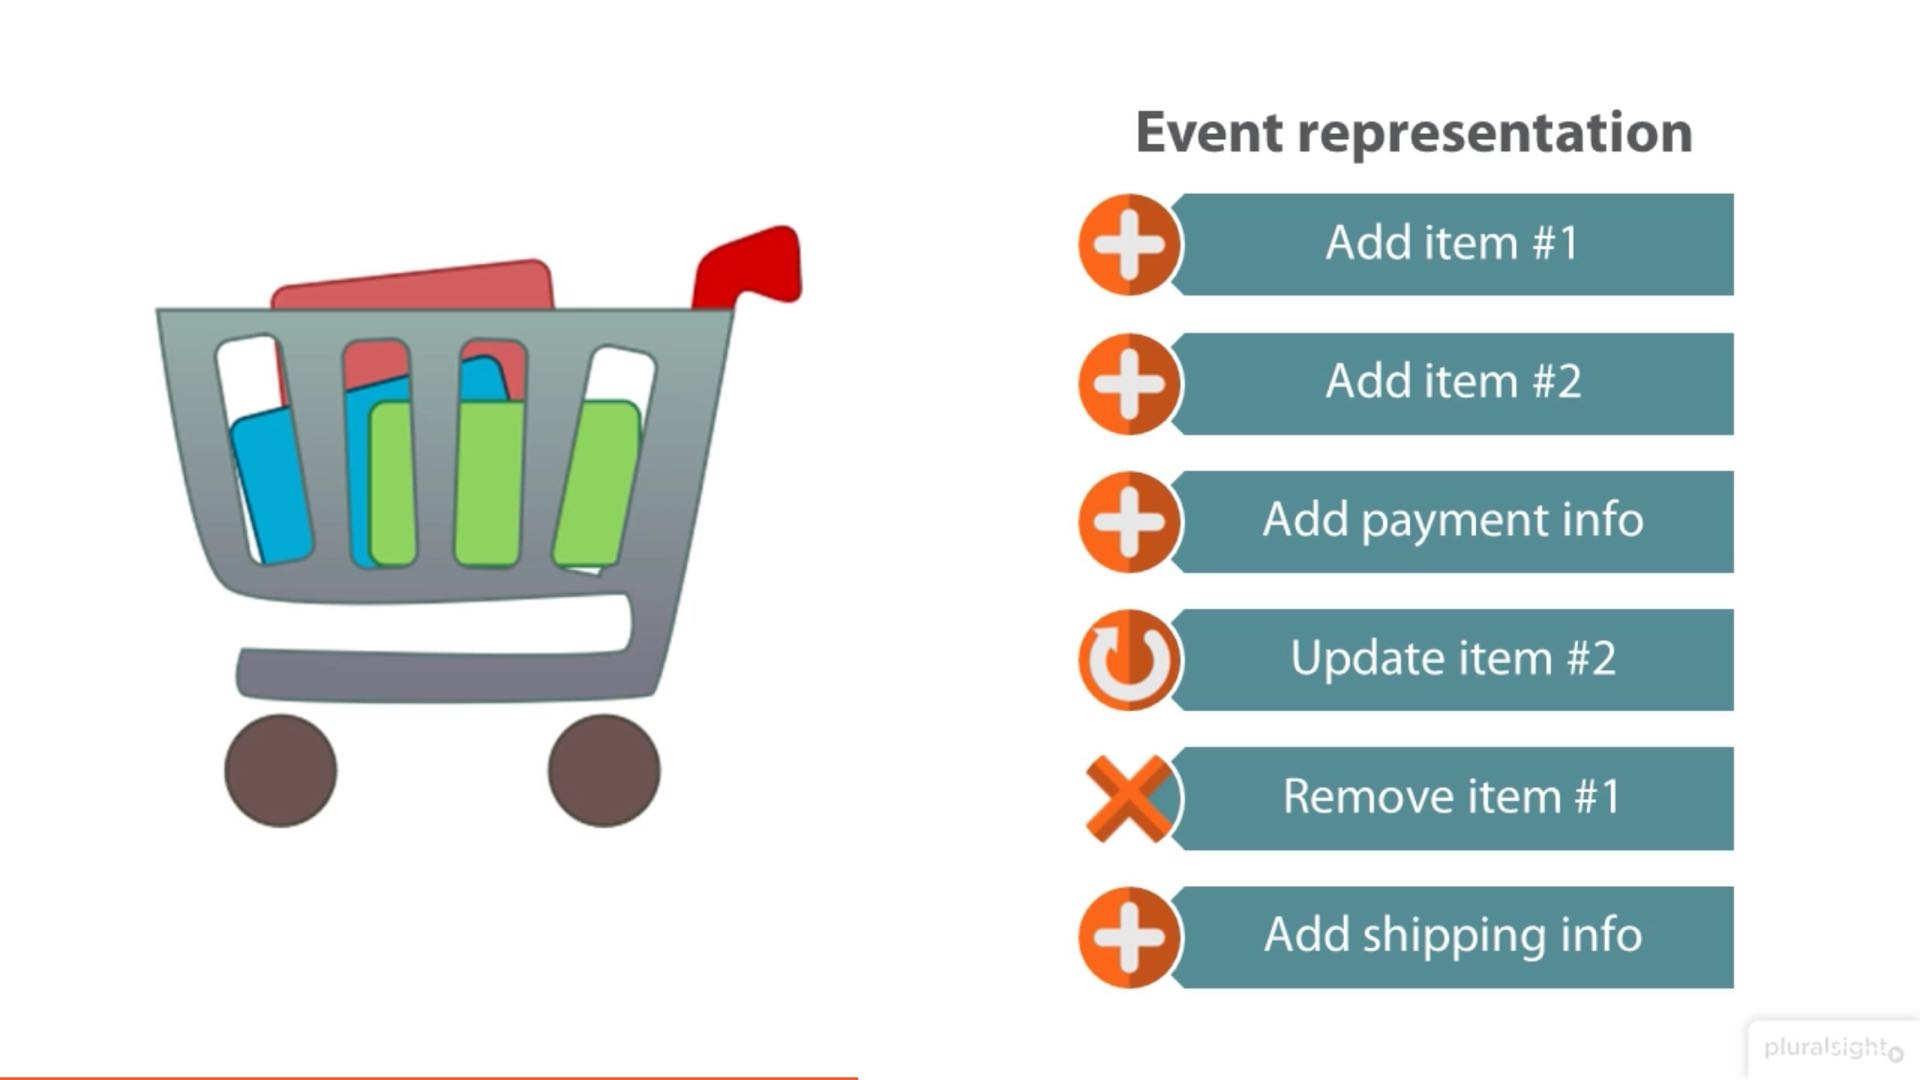 Event representation
Add item #1
Add item #2
Add payment info
Update item #2
Remove item #1
Add shipping info
pluralsight